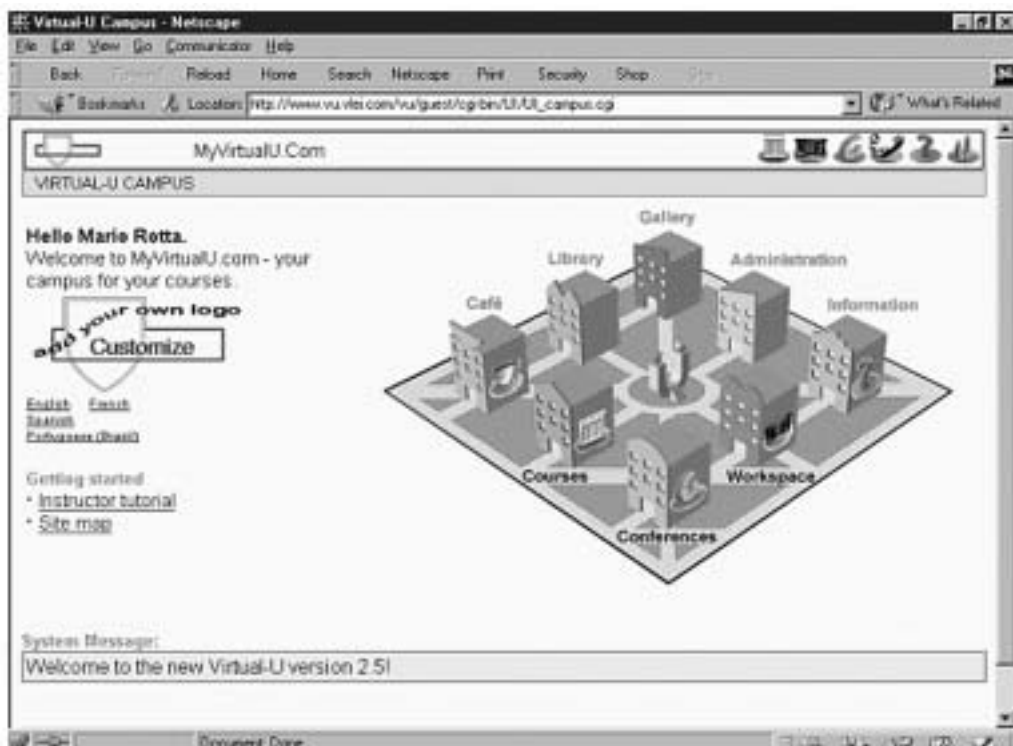 Virtual-U Campus - Netscape
File Edit View Go Communicator Help
Back Reload Home Search Netscape Print Security Shop
Bookmarks Location: http://www.vu.vlei.com/vu/guest/cgi-bin/UI/UI_campus.cgi What's Related
MyVirtualU.Com
VIRTUAL-U CAMPUS
Hello Mario Rotta.
Welcome to MyVirtualU.com - your
campus for your courses.
add your own logo
Customize
English French
Spanish
Portuguese (Brazil)
Getting started
• Instructor tutorial
• Site map
Gallery
Library Administration
Café Information
Courses Workspace
Conferences
System Message:
Welcome to the new Virtual-U version 2.5!
Document: Done